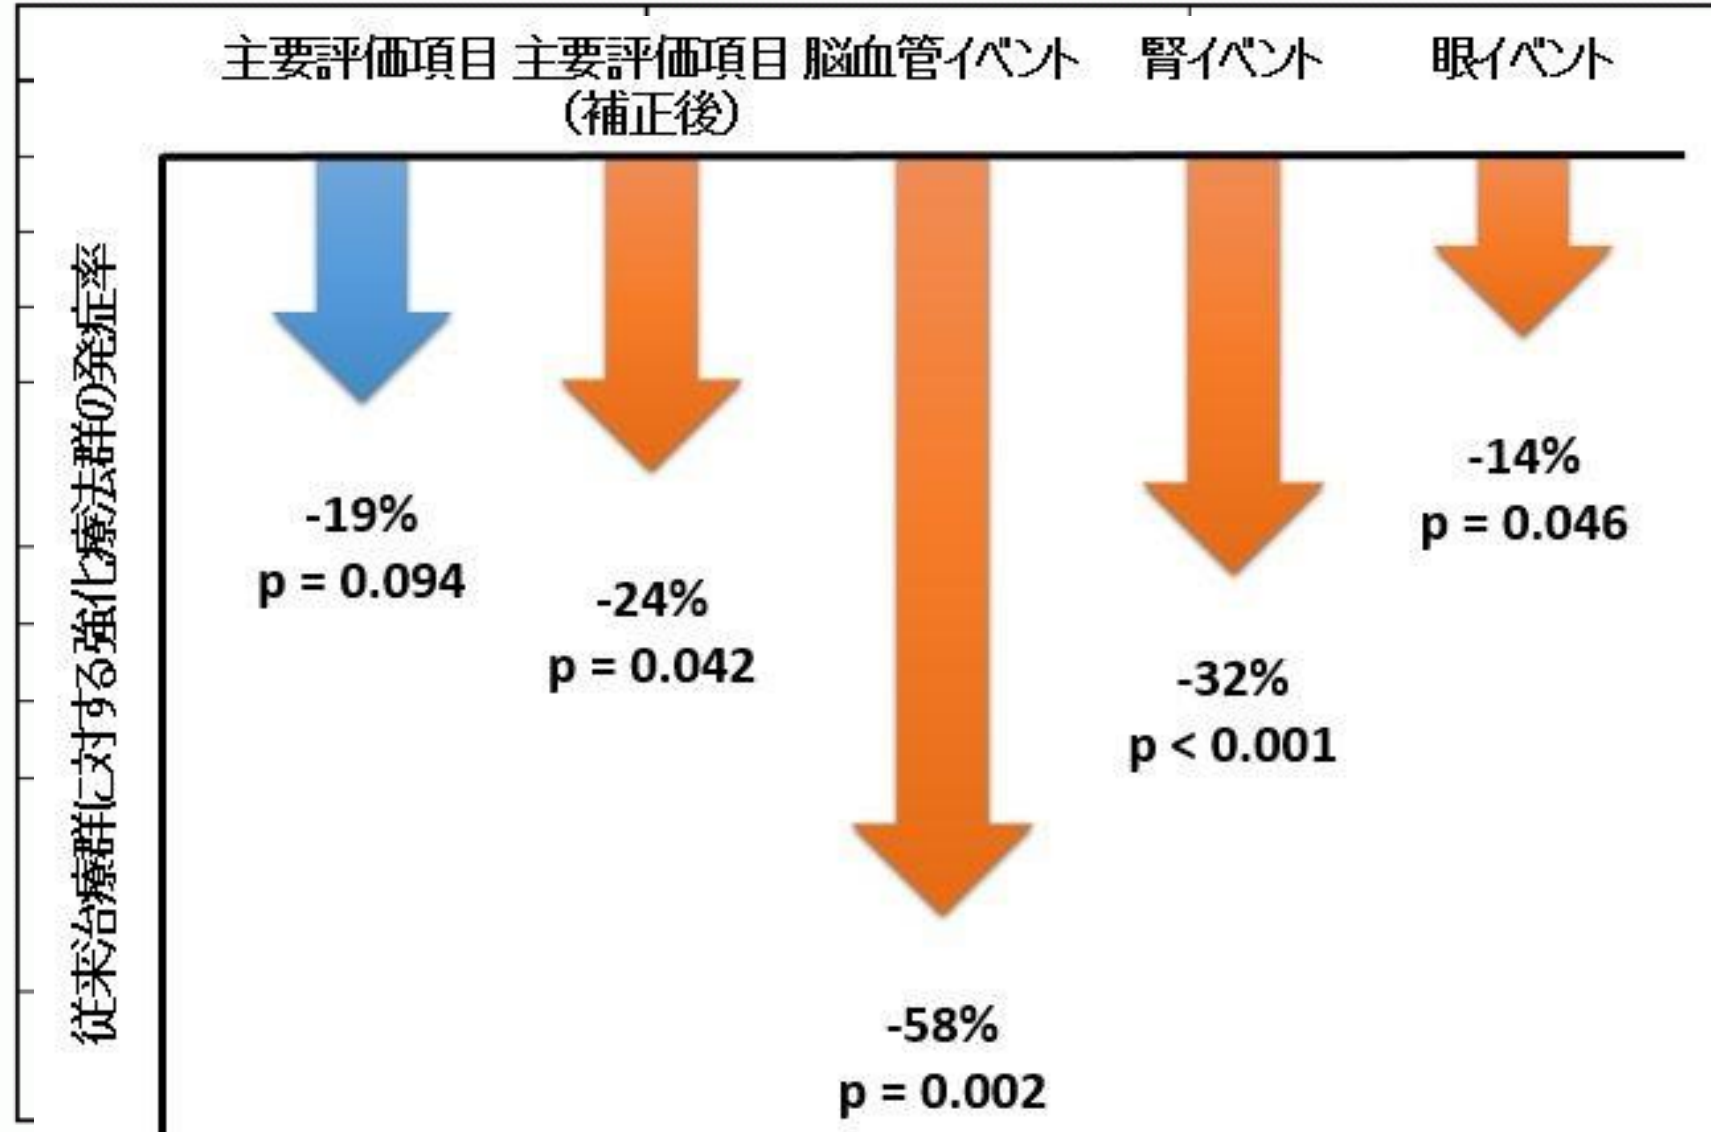 主要評価項目
主要評価項目
（補正後）
脳血管イベント
腎イベント
眼イベント
従来治療群に対する強化療法群の発症率
-19%
p = 0.094
-24%
p = 0.042
-58%
p = 0.002
-32%
p < 0.001
-14%
p = 0.046